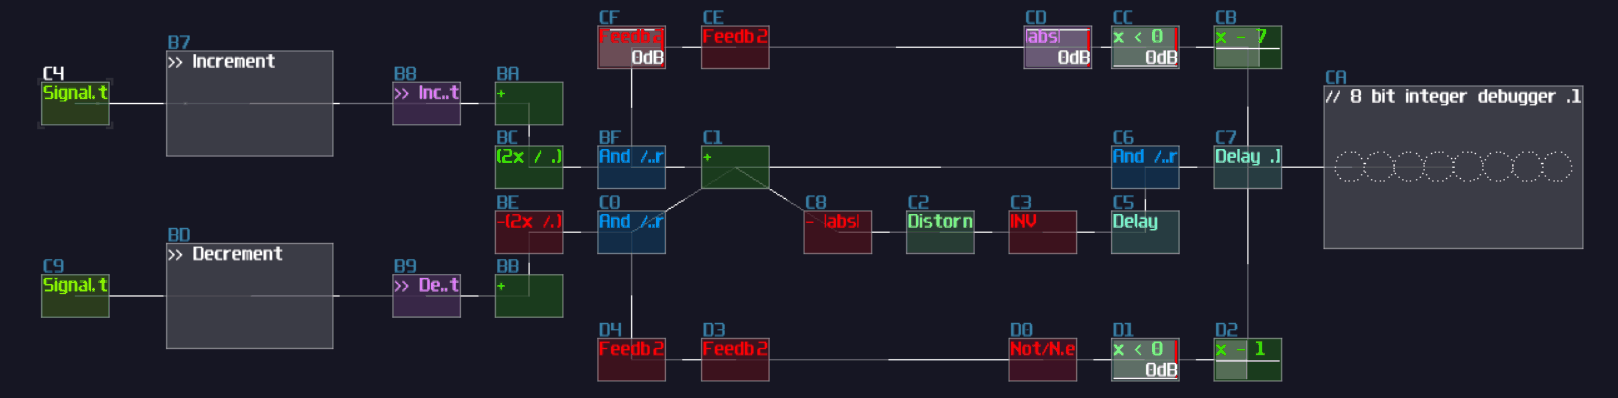 CF
Feedb2
0dB
CE
Feedb2
CD
|abs|
0dB
CC
x < 0
0dB
CB
x - 7
B7
>> Increment
C4
Signal.t
B8
>> Inc..t
BA
+
CA
// 8 bit integer debugger .l
BC
(2x / .)
BF
And /..r
C1
+
C6
And /..r
C7
Delay .l
BE
-(2x /.)
C0
And /..r
C8
- |abs|
C2
Distorn
C3
INV
C5
Delay
BD
>> Decrement
C9
Signal.t
B9
>> De..t
BB
+
D4
Feedb2
D3
Feedb2
D0
Not/N.e
D1
x < 0
0dB
D2
x - 1